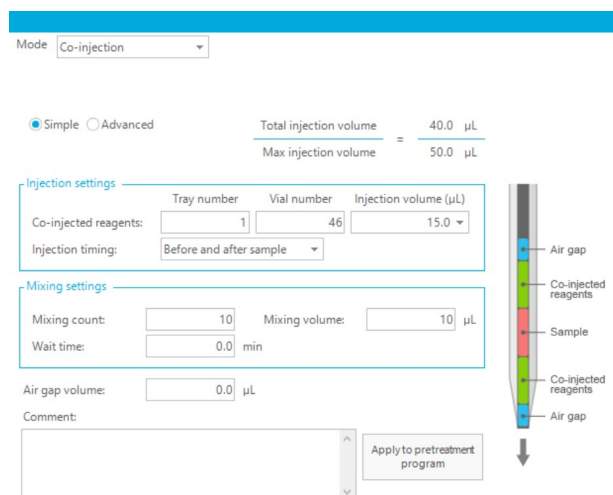 Mode Co-injection
Simple Advanced
Total injection volume = 40.0 µL
Max injection volume 50.0 µL
Injection settings
Tray number Vial number Injection volume (µL)
Co-injected reagents: 1 46 15.0
Injection timing: Before and after sample
Mixing settings
Mixing count: 10 Mixing volume: 10 µL
Wait time: 0.0 min
Air gap volume: 0.0 µL
Comment:
Apply to pretreatment
program
Air gap
Co-injected
reagents
Sample
Co-injected
reagents
Air gap